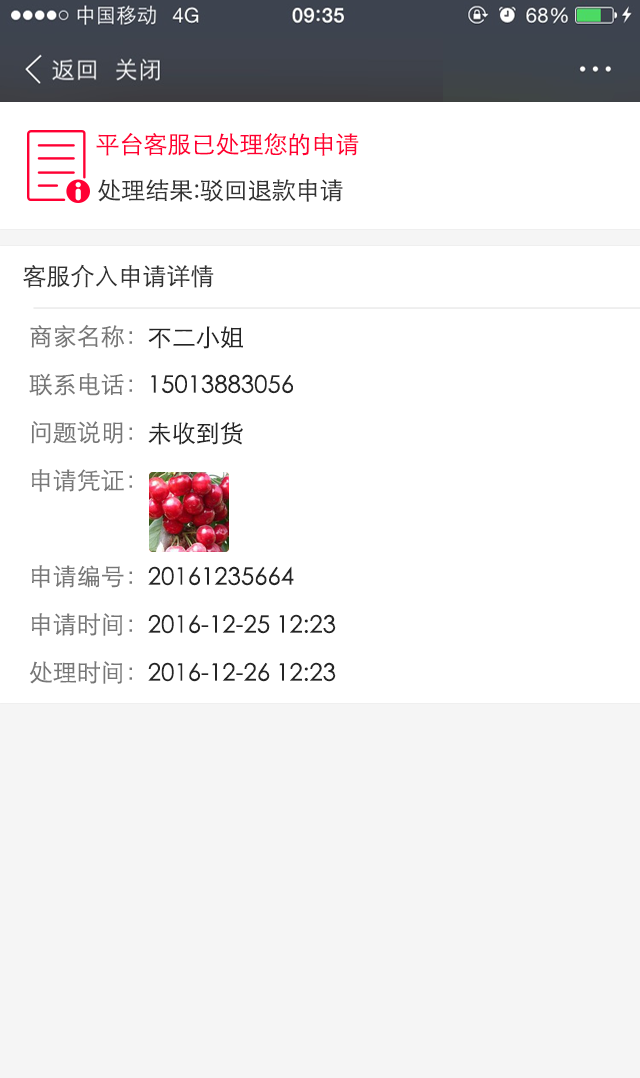 中国移动 4G 09:35 68%
返回 关闭
平台客服已处理您的申请
处理结果:驳回退款申请
客服介入申请详情
商家名称: 不二小姐
联系电话: 15013883056
问题说明: 未收到货
申请凭证:
申请编号: 20161235664
申请时间: 2016-12-25 12:23
处理时间: 2016-12-26 12:23